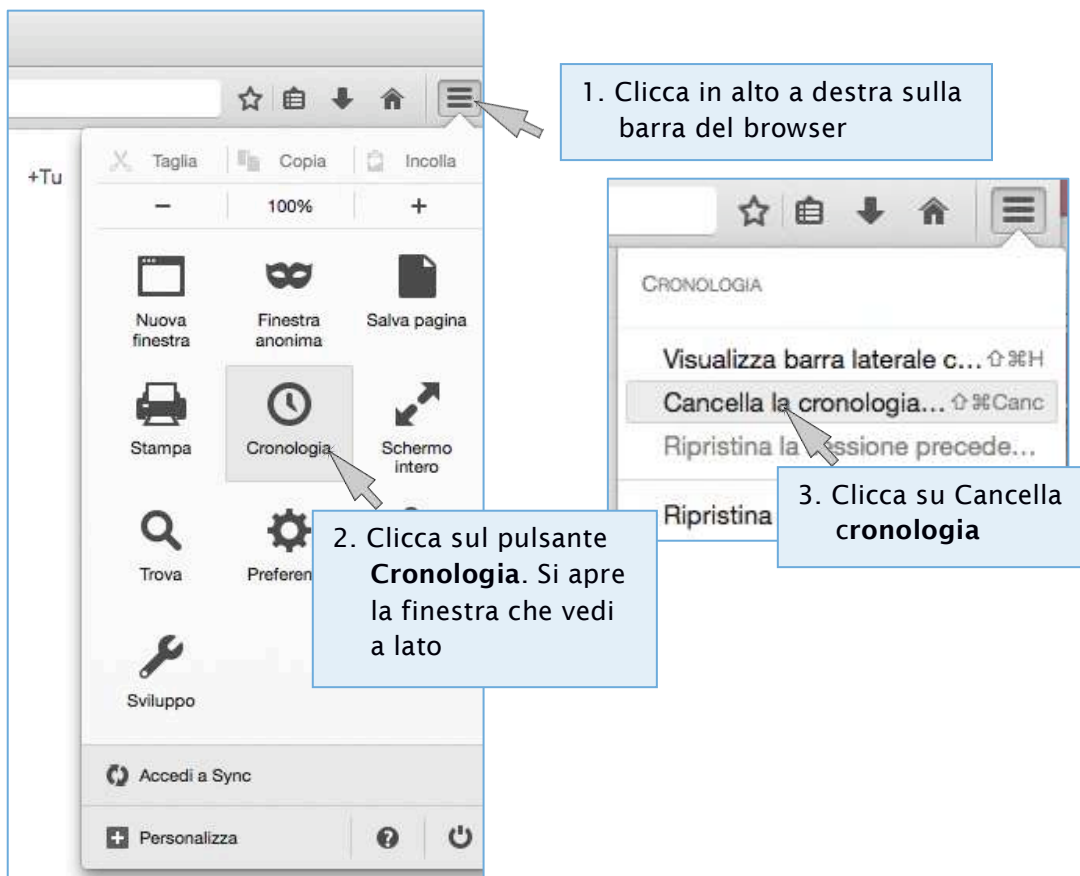 1. Clicca in alto a destra sulla
barra del browser
+Tu
Taglia
Copia
Incolla
100%
Nuova
finestra
Finestra
anonima
Salva pagina
Stampa
Cronologia
Schermo
intero
Trova
Preferen
2. Clicca sul pulsante
Cronologia. Si apre
la finestra che vedi
a lato
Sviluppo
Accedi a Sync
Personalizza
CRONOLOGIA
Visualizza barra laterale c... ⇧⌘H
Cancella la cronologia... ⇧⌘Canc
Ripristina la sessione precede...
Ripristina
3. Clicca su Cancella
cronologia